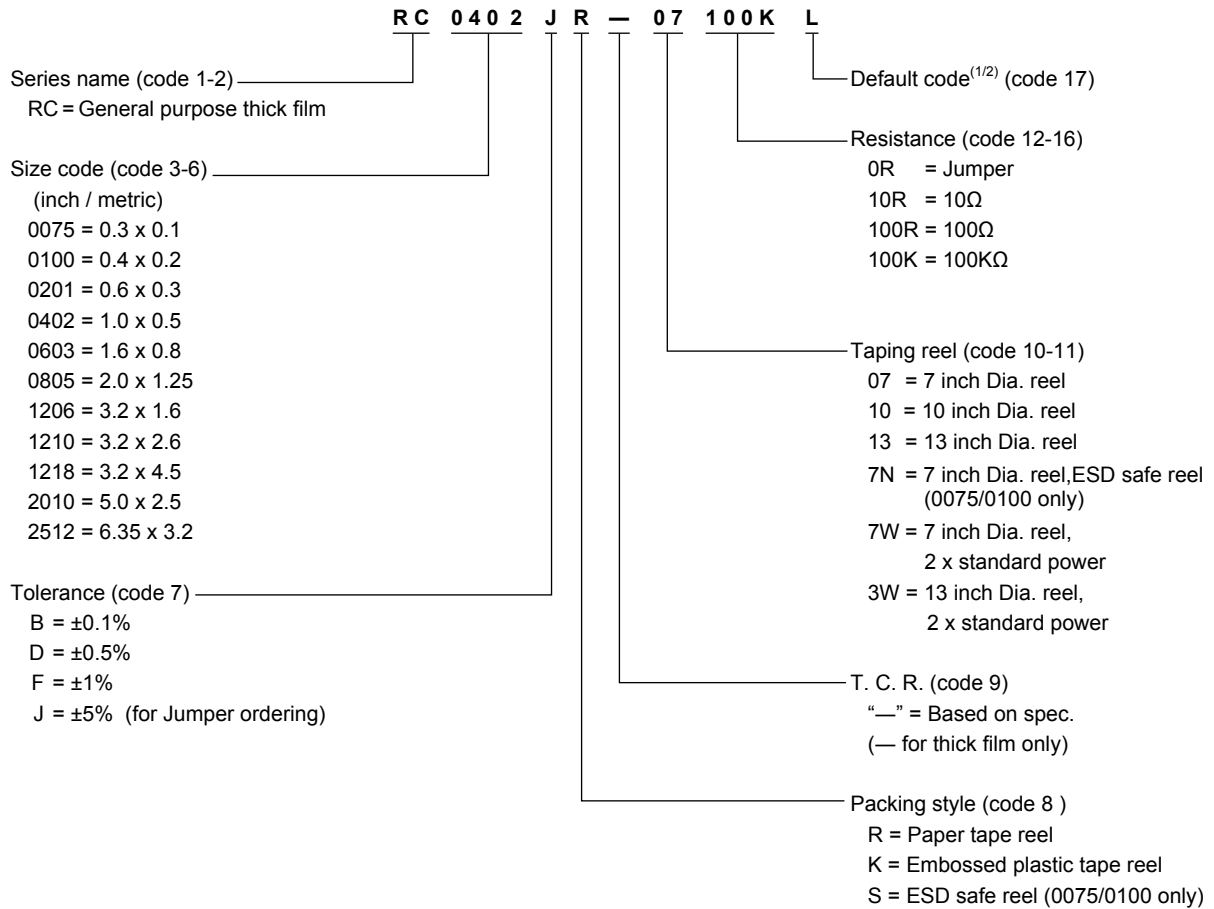 RC 0402 J R — 07 100K L
Series name (code 1-2)
RC = General purpose thick film
Size code (code 3-6)
(inch / metric)
0075 = 0.3 x 0.1
0100 = 0.4 x 0.2
0201 = 0.6 x 0.3
0402 = 1.0 x 0.5
0603 = 1.6 x 0.8
0805 = 2.0 x 1.25
1206 = 3.2 x 1.6
1210 = 3.2 x 2.6
1218 = 3.2 x 4.5
2010 = 5.0 x 2.5
2512 = 6.35 x 3.2
Tolerance (code 7)
B = ±0.1%
D = ±0.5%
F = ±1%
J = ±5% (for Jumper ordering)
Default code(1/2) (code 17)
Resistance (code 12-16)
0R = Jumper
10R = 10Ω
100R = 100Ω
100K = 100KΩ
Taping reel (code 10-11)
07 = 7 inch Dia. reel
10 = 10 inch Dia. reel
13 = 13 inch Dia. reel
7N = 7 inch Dia. reel,ESD safe reel
(0075/0100 only)
7W = 7 inch Dia. reel,
2 x standard power
3W = 13 inch Dia. reel,
2 x standard power
T. C. R. (code 9)
“—” = Based on spec.
(— for thick film only)
Packing style (code 8 )
R = Paper tape reel
K = Embossed plastic tape reel
S = ESD safe reel (0075/0100 only)